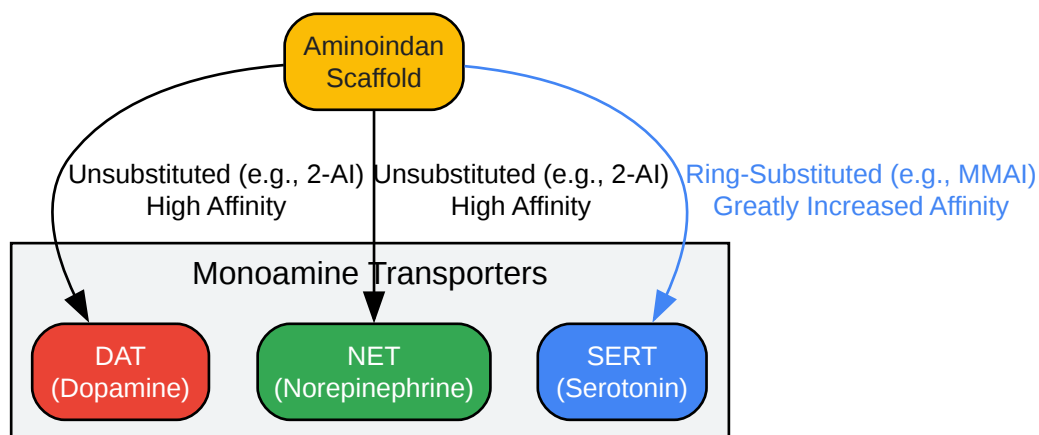 Aminoindan
Scaffold
Unsubstituted (e.g., 2-AI)
High Affinity
Unsubstituted (e.g., 2-AI)
High Affinity
Ring-Substituted (e.g., MMAI)
Greatly Increased Affinity
Monoamine Transporters
DAT
(Dopamine)
NET
(Norepinephrine)
SERT
(Serotonin)